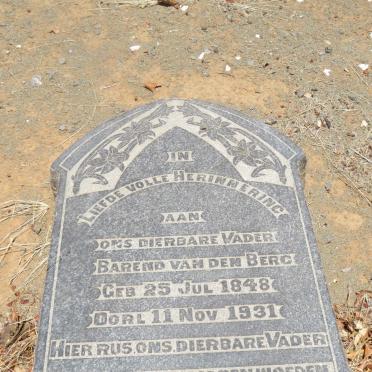 IN
LIEFDE VOLLE HERINNERING
AAN
ONS DIERBARE VADER
BAREND VAN DEN BERG
GEB 25 JUL 1848
OORL 11 NOV 1931
HIER RUS ONS DIERBARE VADER